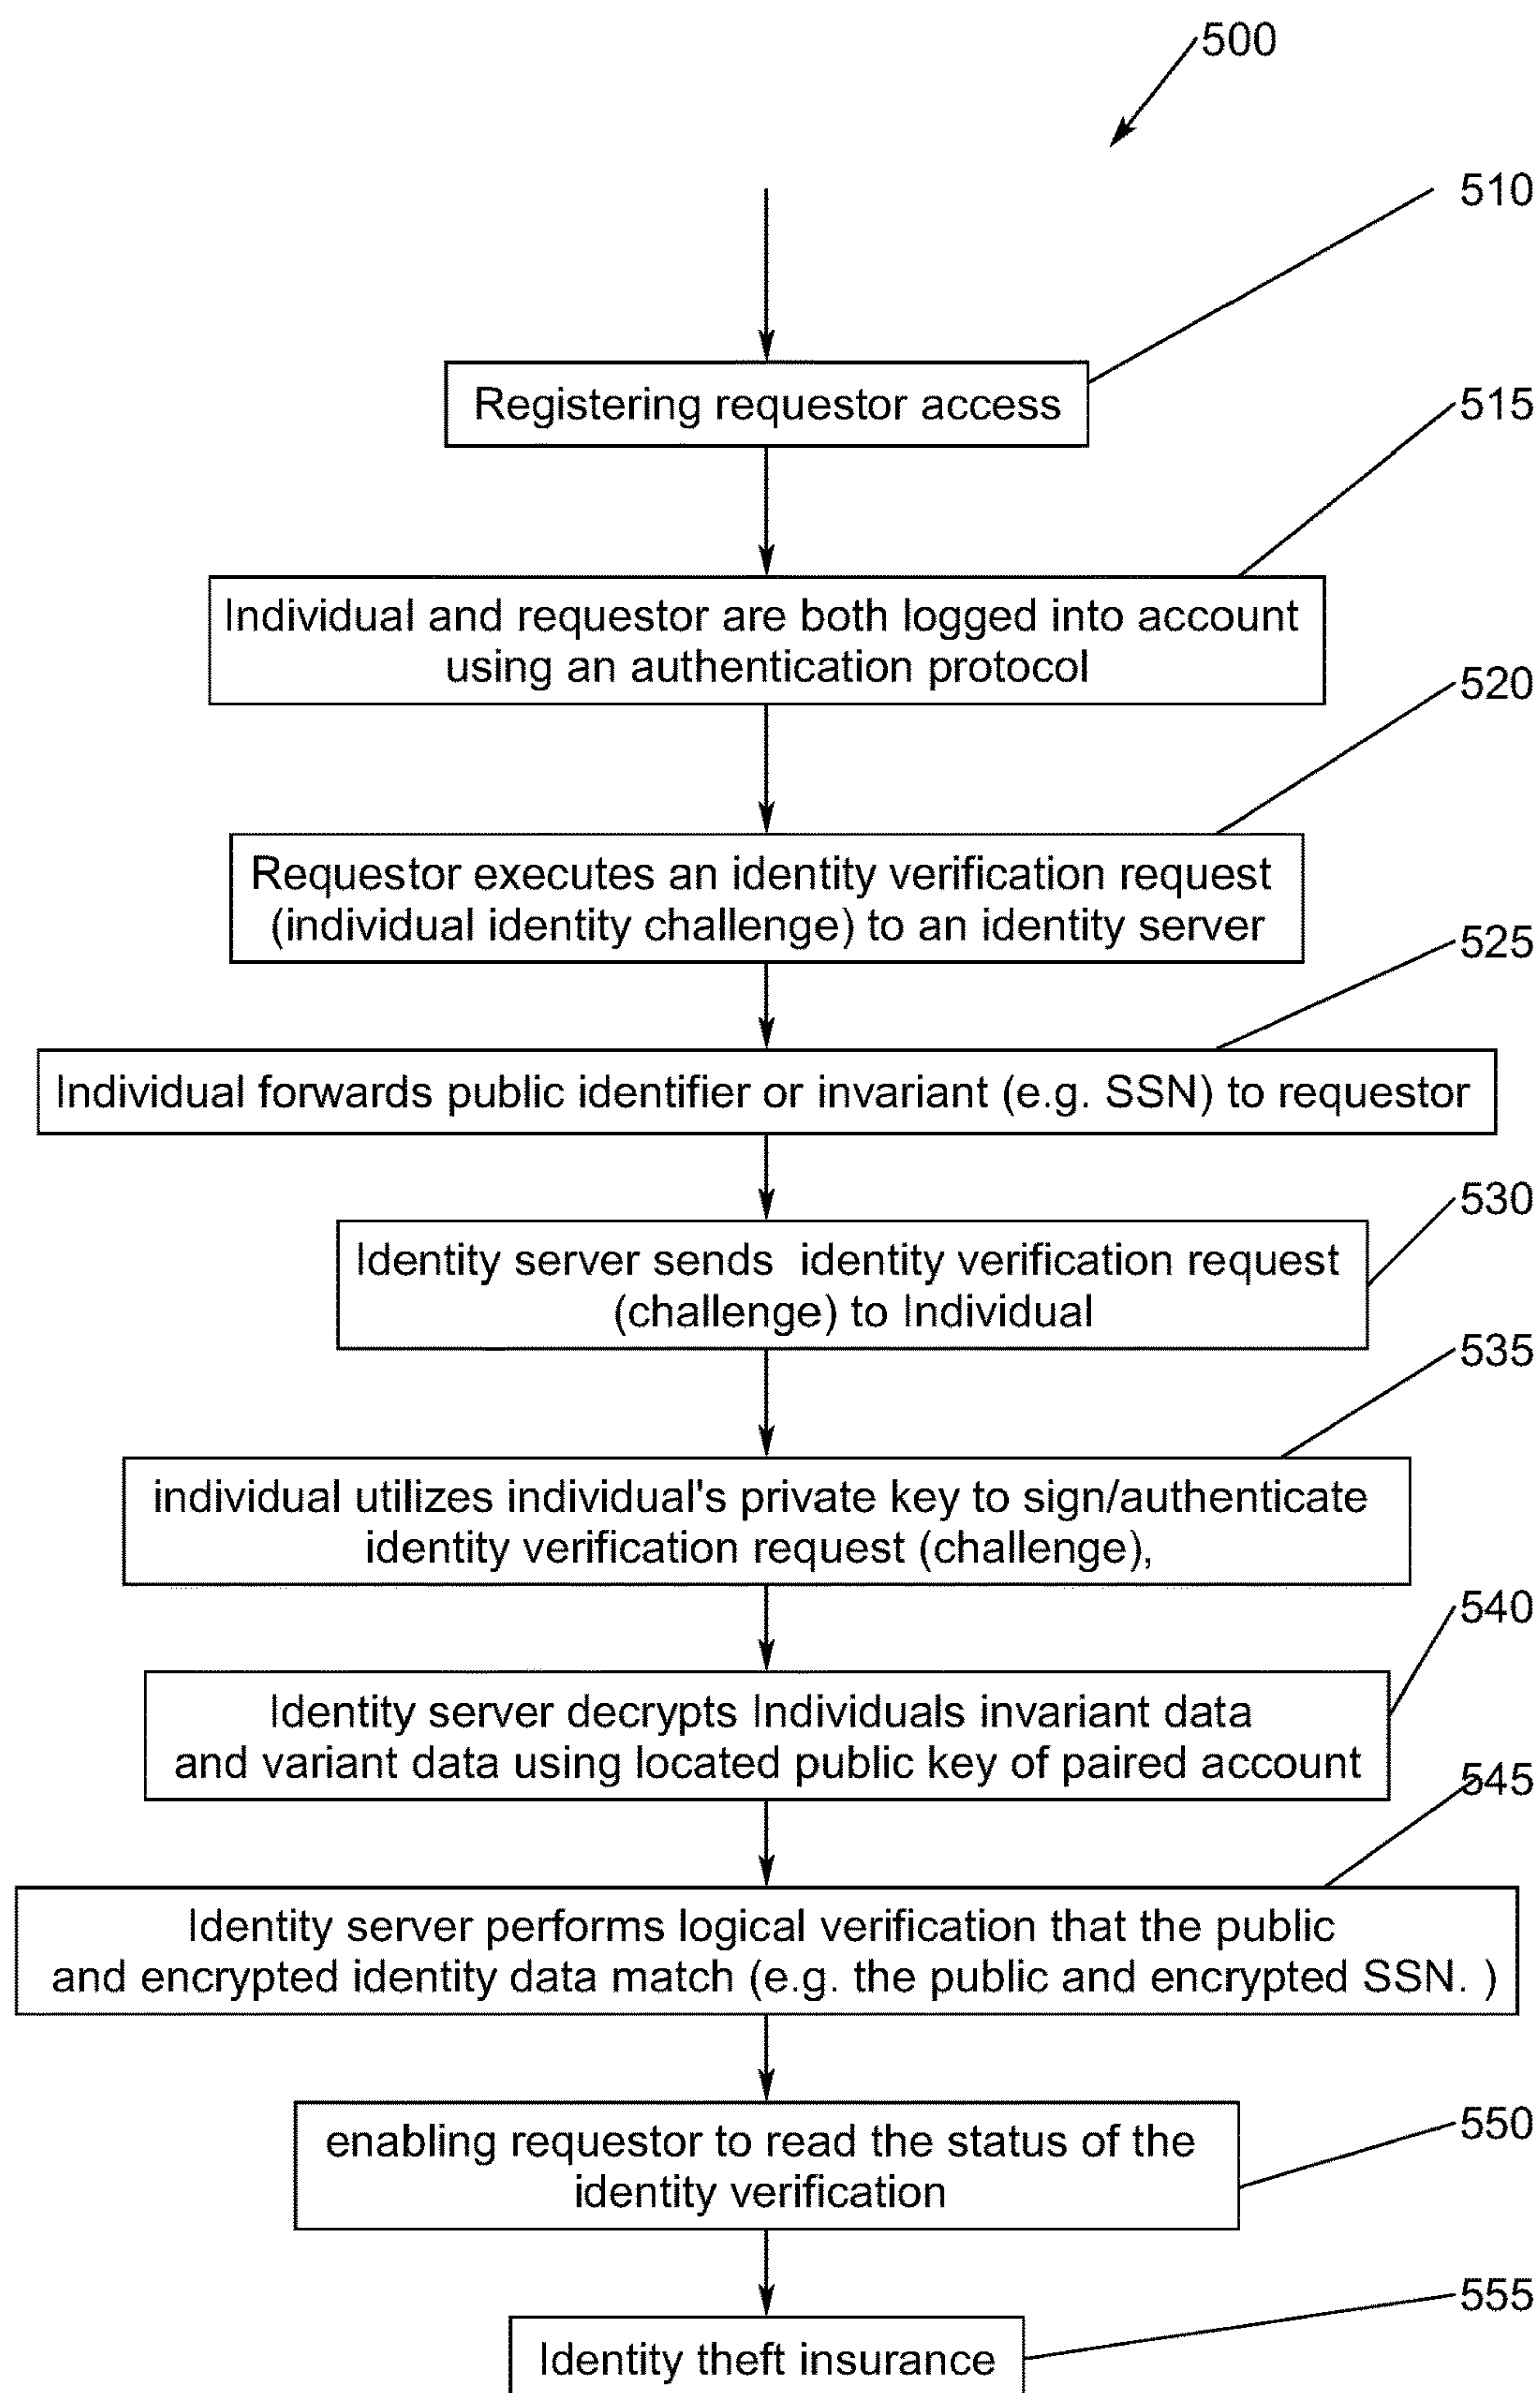 500
510
Registering requestor access
515
Individual and requestor are both logged into account
using an authentication protocol
520
Requestor executes an identity verification request
(individual identity challenge) to an identity server
525
Individual forwards public identifier or invariant (e.g. SSN) to requestor
530
Identity server sends identity verification request
(challenge) to Individual
535
individual utilizes individual's private key to sign/authenticate
identity verification request (challenge),
540
Identity server decrypts Individuals invariant data
and variant data using located public key of paired account
545
Identity server performs logical verification that the public
and encrypted identity data match (e.g. the public and encrypted SSN. )
550
enabling requestor to read the status of the
identity verification
555
Identity theft insurance